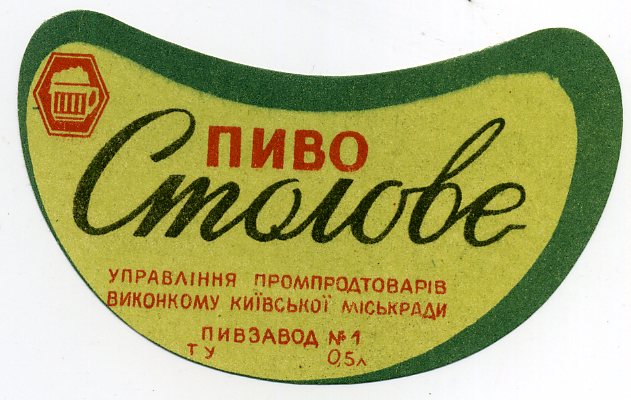 ПИВО
Столове
УПРАВЛІННЯ ПРОМПРОДТОВАРІВ
ВИКОНКОМУ КИЇВСЬКОЇ МІСЬКРАДИ
ПИВЗАВОД №1
ТУ 0,5л